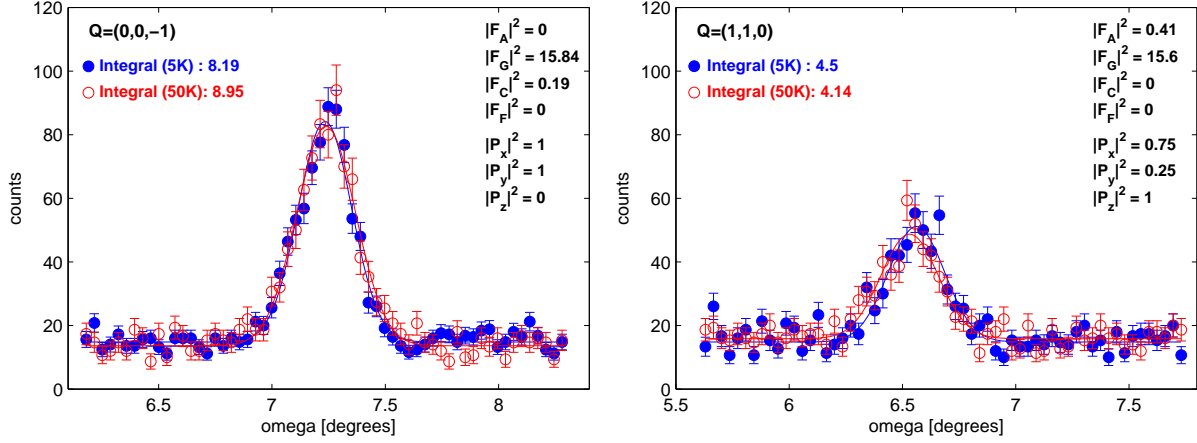 120
100
80
60
40
20
0
counts
Q=(0,0,−1)
Integral (5K) : 8.19
Integral (50K): 8.95
|F_A|^2 = 0
|F_G|^2 = 15.84
|F_C|^2 = 0.19
|F_F|^2 = 0
|P_x|^2 = 1
|P_y|^2 = 1
|P_z|^2 = 0
6.5 7 7.5 8
omega [degrees]
120
100
80
60
40
20
0
counts
Q=(1,1,0)
Integral (5K) : 4.5
Integral (50K): 4.14
|F_A|^2 = 0.41
|F_G|^2 = 15.6
|F_C|^2 = 0
|F_F|^2 = 0
|P_x|^2 = 0.75
|P_y|^2 = 0.25
|P_z|^2 = 1
5.5 6 6.5 7 7.5
omega [degrees]